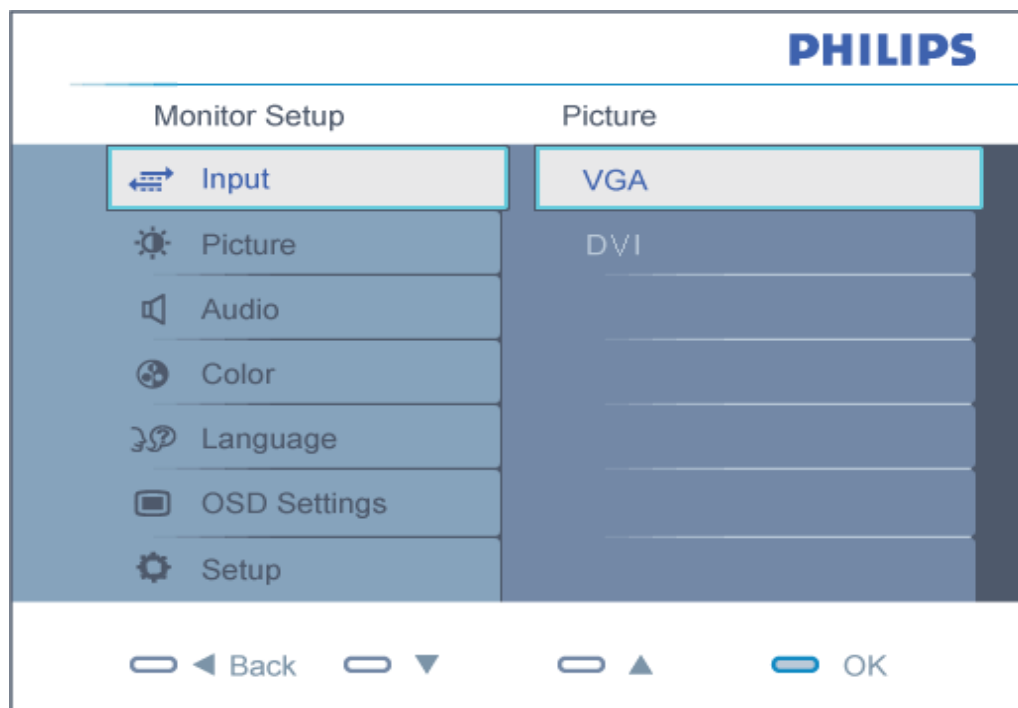 PHILIPS
Monitor Setup Picture
Input VGA
Picture DVI
Audio
Color
Language
OSD Settings
Setup
Back OK